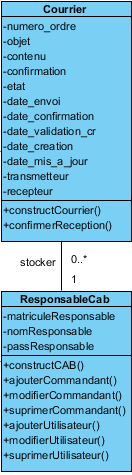 Courrier
-numero_ordre
-objet
-contenu
-confirmation
-etat
-date_envoi
-date_confirmation
-date_validation_cr
-date_creation
-date_mis_a_jour
-transmetteur
-recepteur
+constructCourrier()
+confirmerReception()
stocker
0..*
1
ResponsableCab
-matriculeResponsable
-nomResponsable
-passResponsable
+constructCAB()
+ajouterCommandant()
+modifierCommandant()
+suprimerCommandant()
+ajouterUtilisateur()
+modifierUtilisateur()
+suprimerUtilisateur()